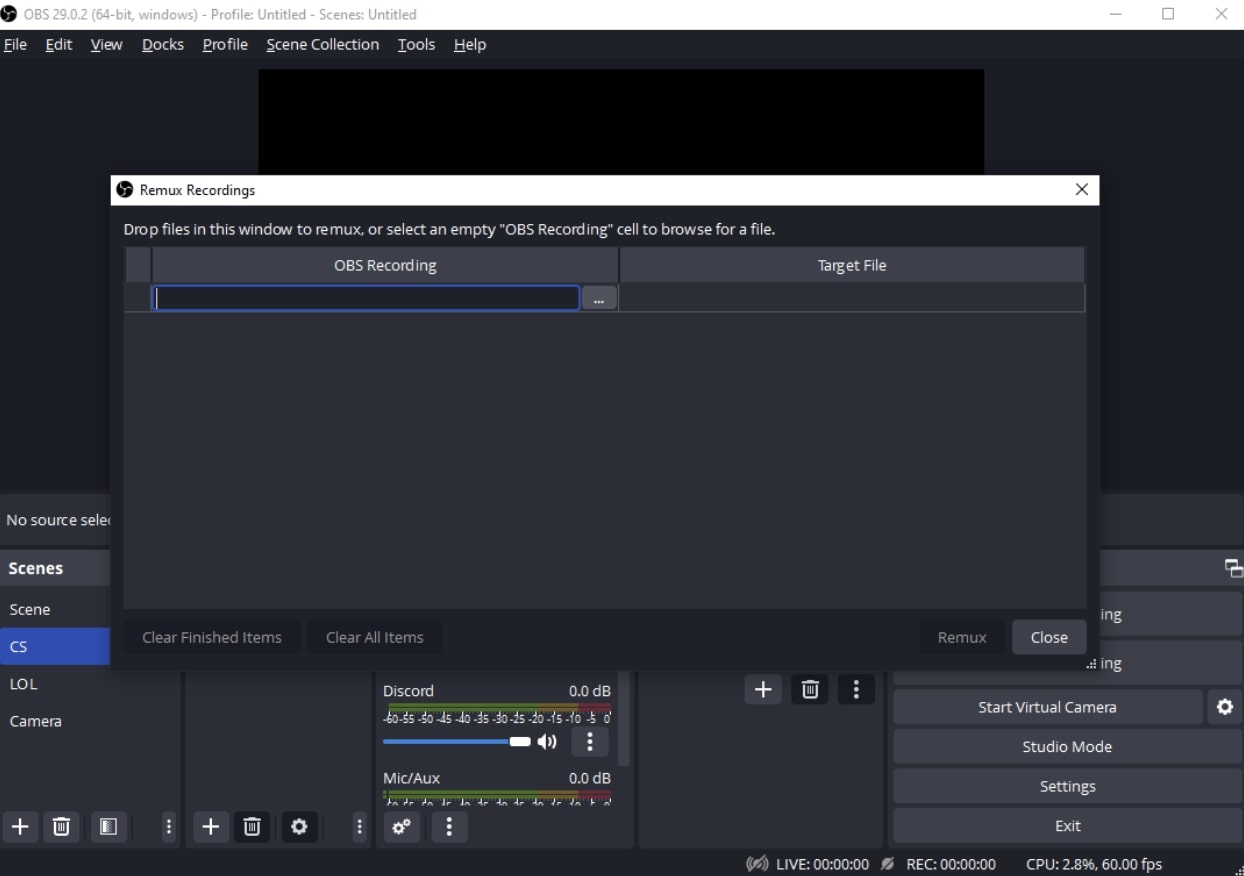 OBS 29.0.2 (64-bit, windows) - Profile: Untitled - Scenes: Untitled
File Edit View Docks Profile Scene Collection Tools Help
Remux Recordings
Drop files in this window to remux, or select an empty "OBS Recording" cell to browse for a file.
OBS Recording Target File
...
No source selec
Clear Finished Items Clear All Items Remux Close
Scenes
Scene
CS
LOL
Camera
Discord 0.0 dB
-60 -55 -50 -45 -40 -35 -30 -25 -20 -15 -10 -5 0
Mic/Aux 0.0 dB
ing
ing
Start Virtual Camera
Studio Mode
Settings
Exit
LIVE: 00:00:00 REC: 00:00:00 CPU: 2.8%, 60.00 fps